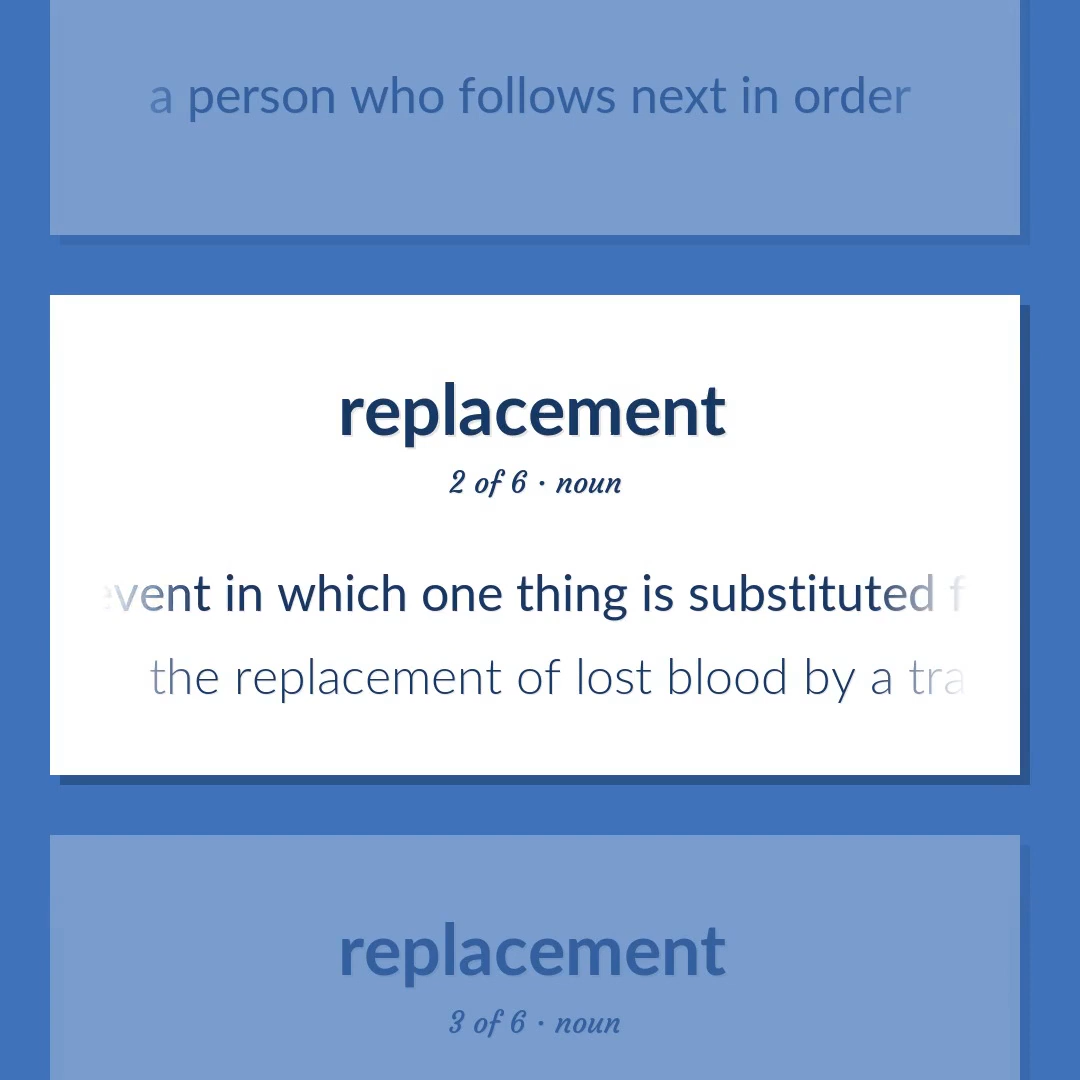 a person who follows next in order
replacement
2 of 6 · noun
event in which one thing is substituted f
the replacement of lost blood by a tra
replacement
3 of 6 · noun